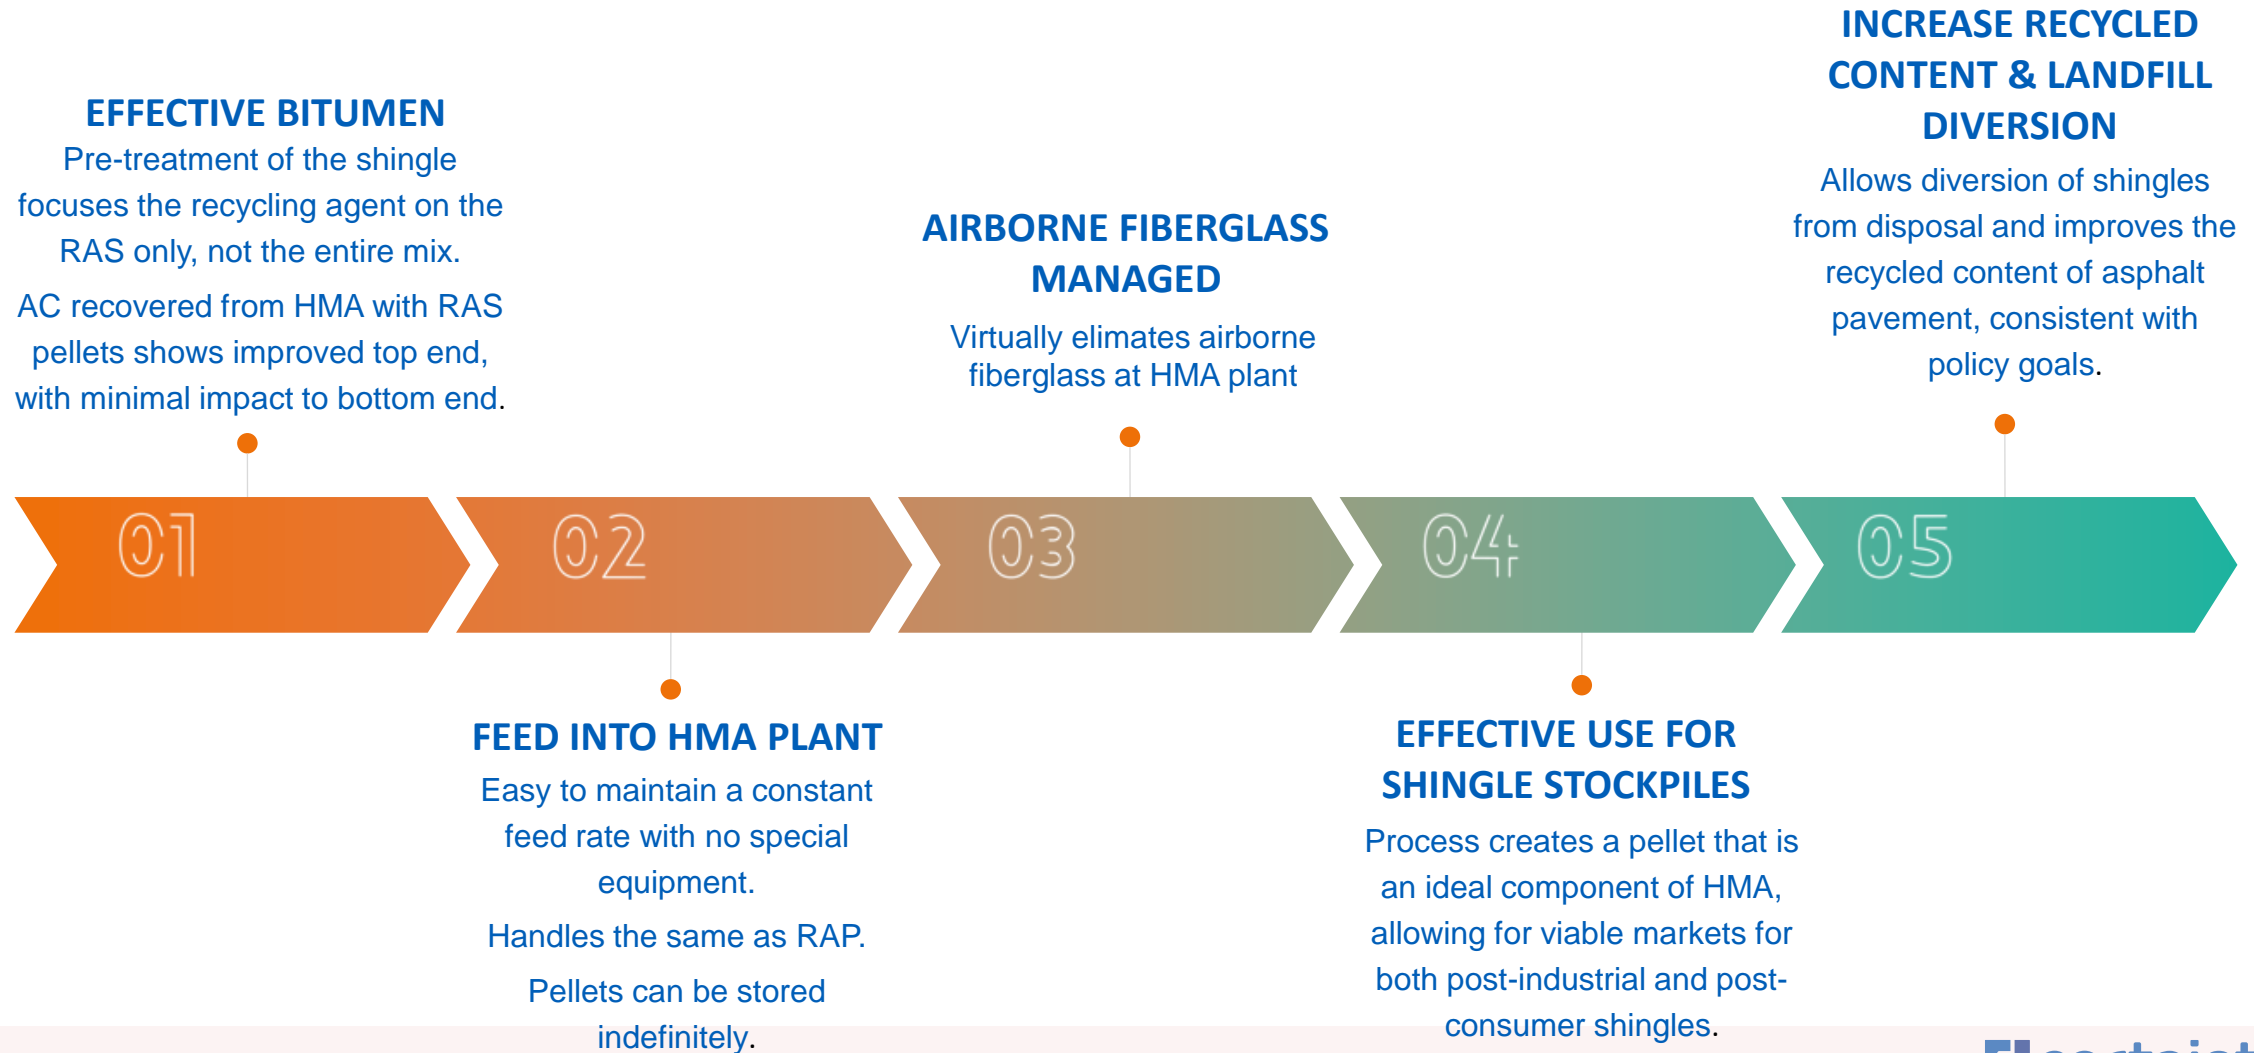 EFFECTIVE BITUMEN
Pre-treatment of the shingle
focuses the recycling agent on the
RAS only, not the entire mix.
AC recovered from HMA with RAS
pellets shows improved top end,
with minimal impact to bottom end.
01
FEED INTO HMA PLANT
Easy to maintain a constant
feed rate with no special
equipment.
Handles the same as RAP.
Pellets can be stored
indefinitely.
02
AIRBORNE FIBERGLASS
MANAGED
Virtually elimates airborne
fiberglass at HMA plant
03
EFFECTIVE USE FOR
SHINGLE STOCKPILES
Process creates a pellet that is
an ideal component of HMA,
allowing for viable markets for
both post-industrial and post-
consumer shingles.
04
INCREASE RECYCLED
CONTENT & LANDFILL
DIVERSION
Allows diversion of shingles
from disposal and improves the
recycled content of asphalt
pavement, consistent with
policy goals.
05